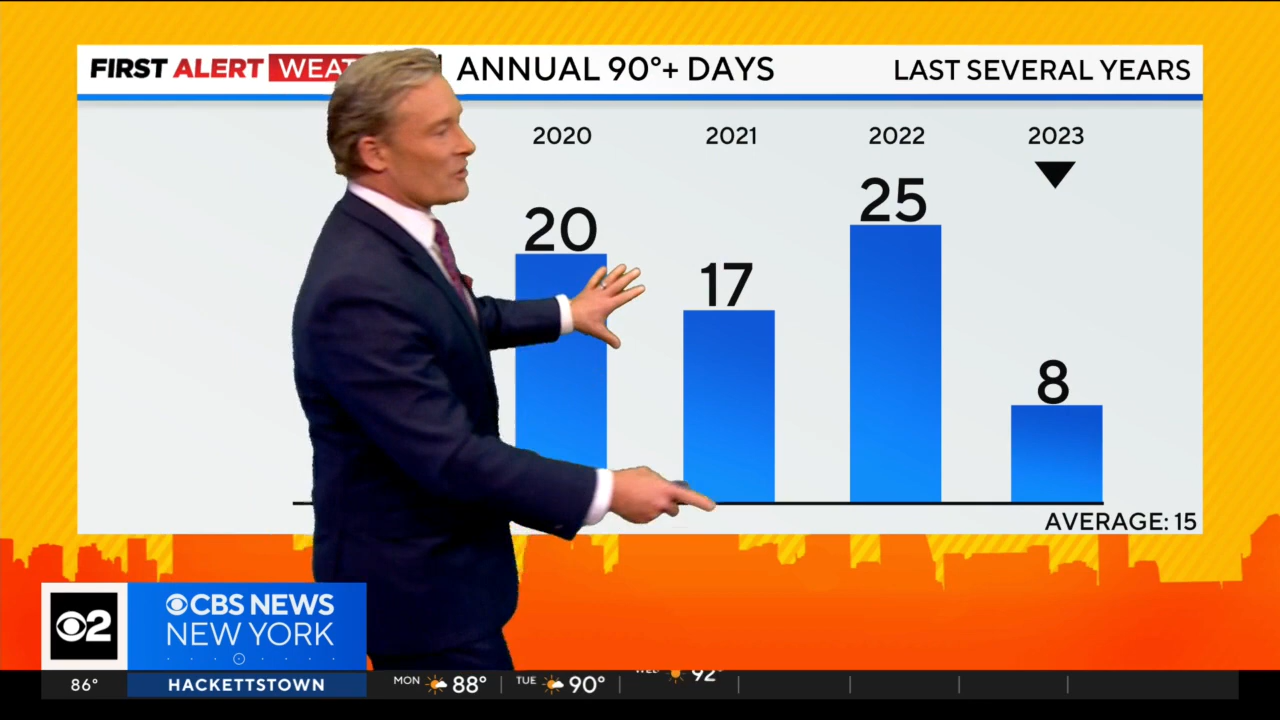 FIRST ALERT
ANNUAL 90°+ DAYS
LAST SEVERAL YEARS
2020 2021 2022 2023
20 17 25 8
AVERAGE: 15
2
CBS NEWS
NEW YORK
86° HACKETTSTOWN MON 88° TUE 90° 92°